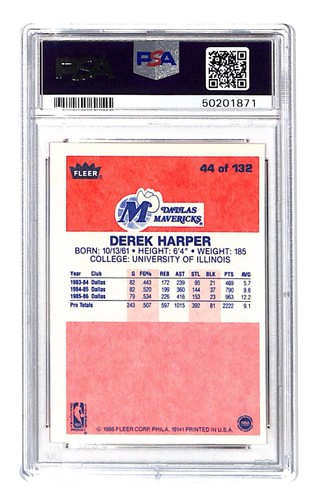 PSA
PSA
50201871
FLEER
44 of 132
M DALLAS
MAVERICKS
DEREK HARPER
BORN: 10/13/61 • HEIGHT: 6'4" • WEIGHT: 185
COLLEGE: UNIVERSITY OF ILLINOIS
Year Club G FG% REB AST STL BLK PTS AVG
1983-84 Dallas 82 .443 172 239 95 21 469 5.7
1984-85 Dallas 82 .520 199 360 144 37 790 9.6
1985-86 Dallas 79 .534 226 416 153 23 963 12.2
Pro Totals 243 .507 597 1015 392 81 2222 9.1
NBA
© 1986 FLEER CORP. PHILA. 19141 PRINTED IN U.S.A.